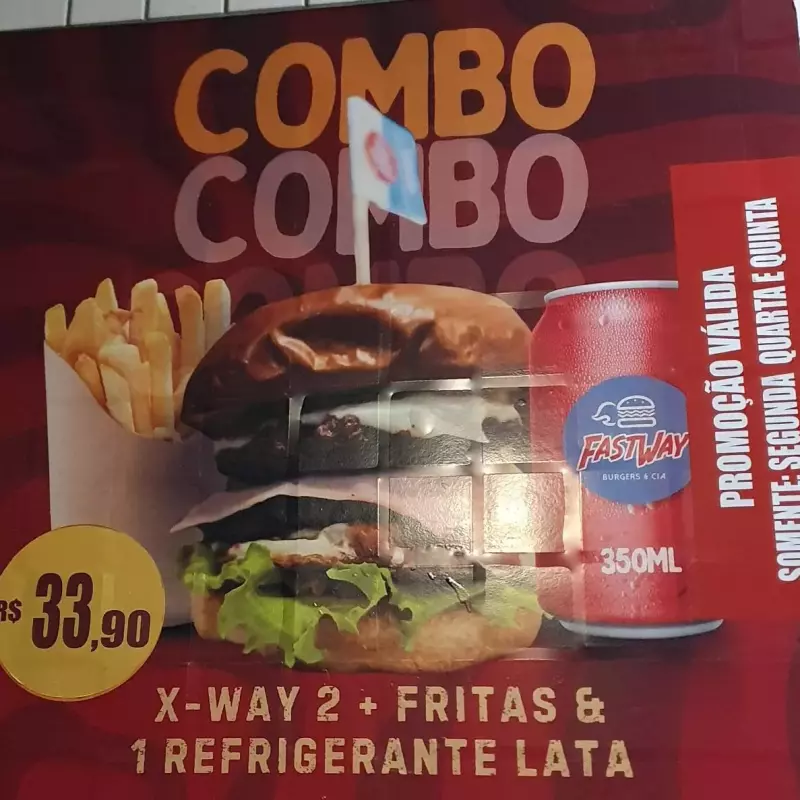 COMBO
COMBO
COMBO
PROMOÇÃO VÁLIDA
SOMENTE: SEGUNDA QUARTA E QUINTA
FASTWAY
BURGERS & CIA
350ML
R$ 33,90
X-WAY 2 + FRITAS &
1 REFRIGERANTE LATA